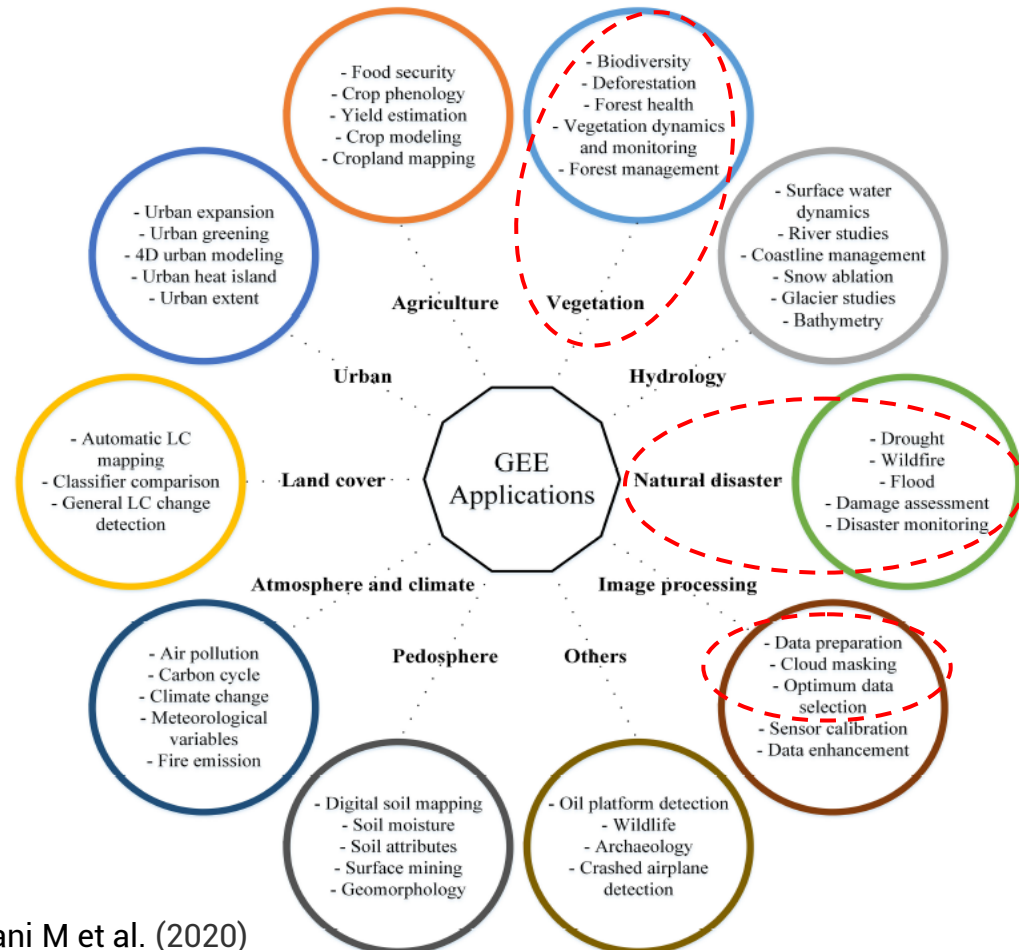 - Food security
- Crop phenology
- Yield estimation
- Crop modeling
- Cropland mapping
- Biodiversity
- Deforestation
- Forest health
- Vegetation dynamics
and monitoring
- Forest management
- Urban expansion
- Urban greening
- 4D urban modeling
- Urban heat island
- Urban extent
- Surface water
dynamics
- River studies
- Coastline management
- Snow ablation
- Glacier studies
- Bathymetry
Agriculture
Vegetation
Urban
Hydrology
- Automatic LC
mapping
- Classifier comparison
- General LC change
detection
Land cover
GEE
Applications
Natural disaster
- Drought
- Wildfire
- Flood
- Damage assessment
- Disaster monitoring
Atmosphere and climate
Image processing
- Air pollution
- Carbon cycle
- Climate change
- Meteorological
variables
- Fire emission
Pedosphere
Others
- Data preparation
- Cloud masking
- Optimum data
selection
- Sensor calibration
- Data enhancement
- Digital soil mapping
- Soil moisture
- Soil attributes
- Surface mining
- Geomorphology
- Oil platform detection
- Wildlife
- Archaeology
- Crashed airplane
detection
ani M et al. (2020)